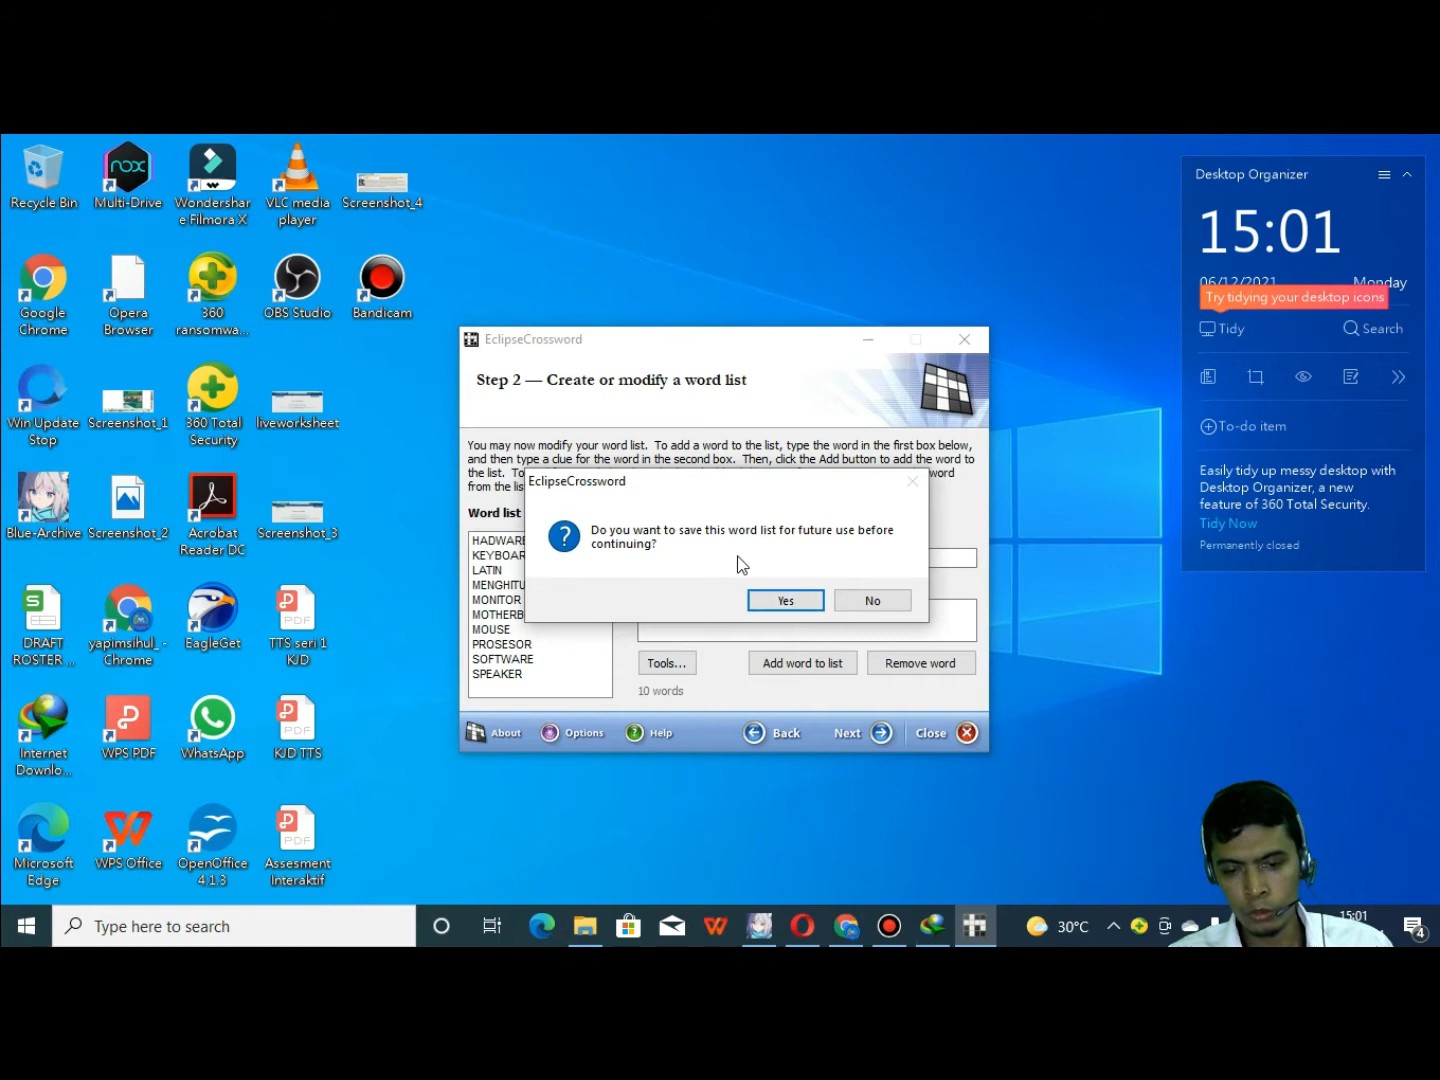 Recycle Bin
Multi-Drive
Wondershar
e Filmora X
VLC media
player
Screenshot_4
Google
Chrome
Opera
Browser
360
ransomwa...
OBS Studio
Bandicam
Win Update
Stop
Screenshot_1
360 Total
Security
liveworksheet
Blue-Archive
Screenshot_2
Acrobat
Reader DC
Screenshot_3
DRAFT
ROSTER ...
yapimsihul_ -
Chrome
EagleGet
TTS seri 1
KJD
Internet
Downlo...
WPS PDF
WhatsApp
KJD TTS
Microsoft
Edge
WPS Office
OpenOffice
4.1.3
Assesment
Interaktif
Desktop Organizer
15:01
06/12/2021 Monday
Try tidying your desktop icons
Tidy
Search
To-do item
Easily tidy up messy desktop with
Desktop Organizer, a new
feature of 360 Total Security.
Tidy Now
Permanently closed
EclipseCrossword
Step 2 — Create or modify a word list
You may now modify your word list. To add a word to the list, type the word in the first box below,
and then type a clue for the word in the second box. Then, click the Add button to add the word to
the list. To word
from the lis
Word list
HADWARE
KEYBOAR
LATIN
MENGHITU
MONITOR
MOTHERB
MOUSE
PROSESOR
SOFTWARE
SPEAKER
EclipseCrossword
Do you want to save this word list for future use before
continuing?
Yes
No
Tools...
Add word to list
Remove word
10 words
About
Options
Help
Back
Next
Close
Type here to search
30°C
15:01
4